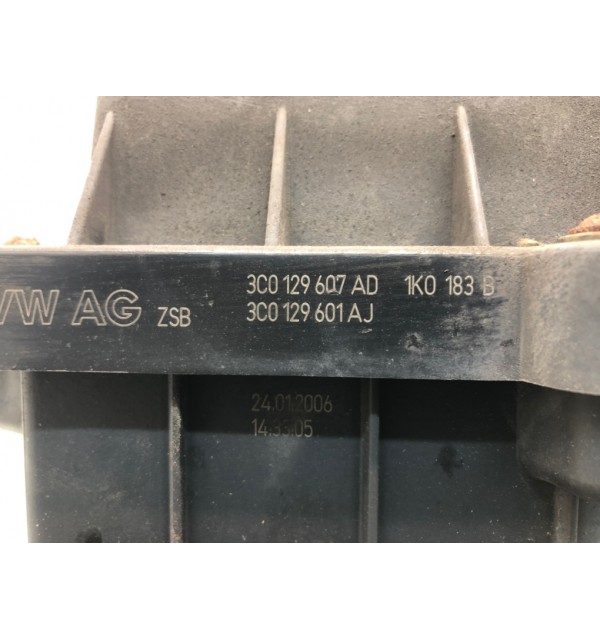 3C0 129 607 AD 1K0 183 B
VW AG ZSB 3C0 129 601 AJ
24.01.2006
14:33:05